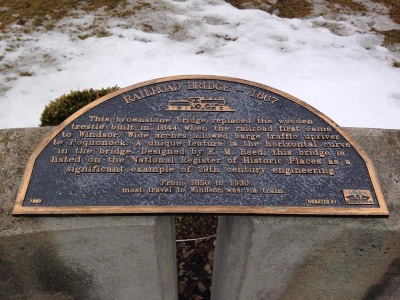 RAILROAD BRIDGE - 1867
This brownstone bridge replaced the wooden
trestle built in 1844 when the railroad first came
to Windsor. Wide arches allowed barge traffic upriver
to Poquonock. A unique feature is the horizontal curve
in the bridge. Designed by E. M. Reed, this bridge is
listed on the National Register of Historic Places as a
significant example of 19th century engineering
From 1850 to 1930
most travel to Windsor was via train.
DONATED BY: